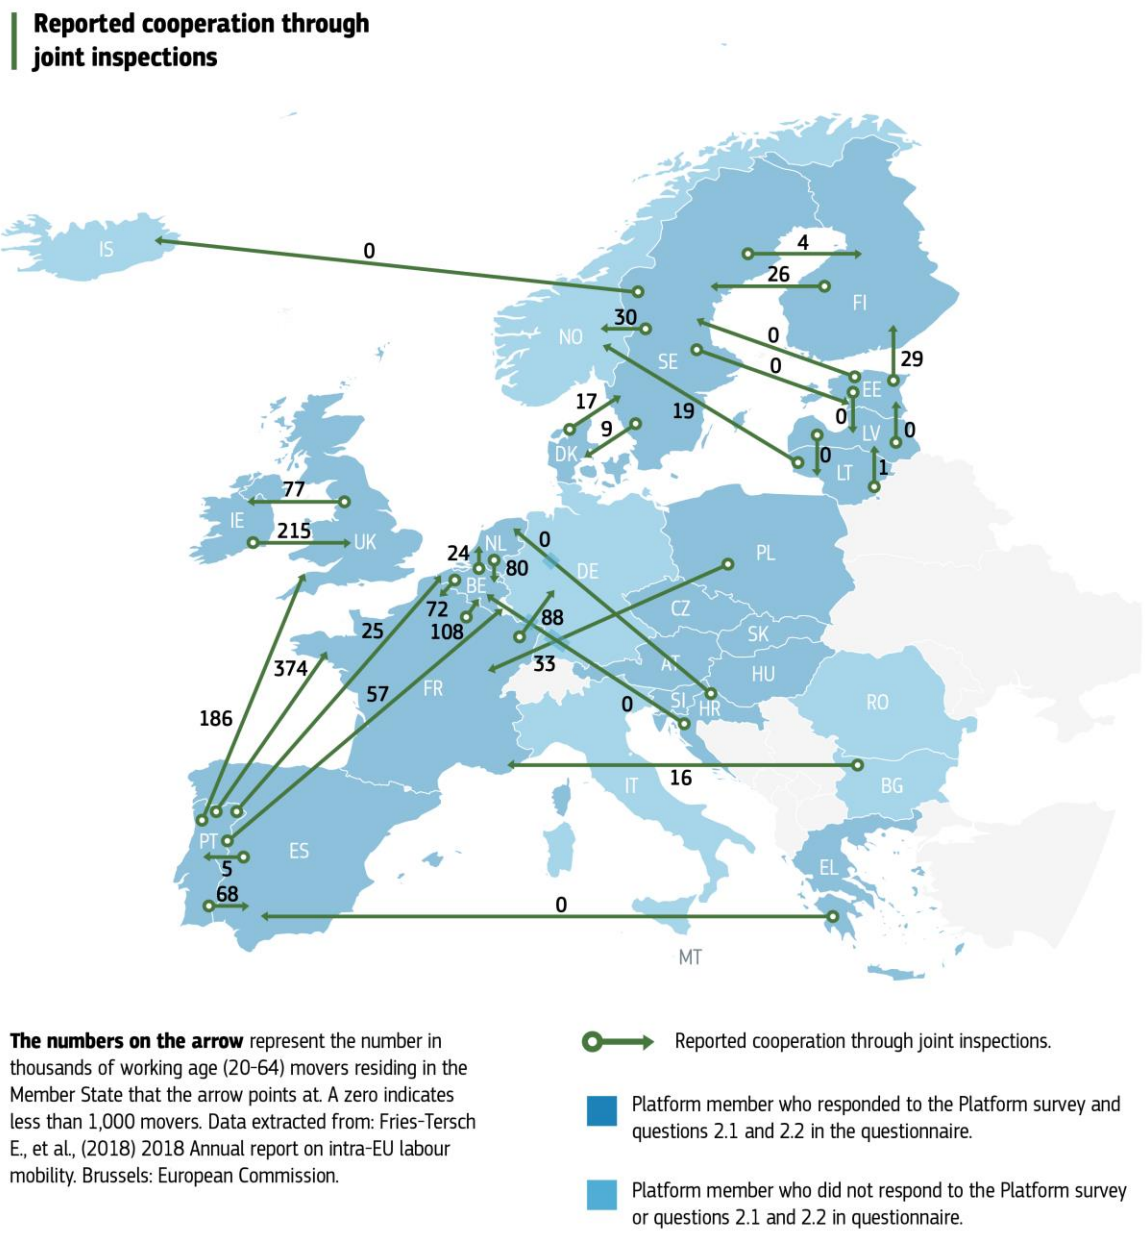 Reported cooperation through
joint inspections
IS
0
4
26
FI
30
NO
0
SE
0
29
EE
17
19
0
0
9
LV
DK
0
LT
1
77
IE
215
UK
24
NL
0
80
PL
BE
DE
72
88
CZ
108
25
SK
374
33
AT
HU
FR
57
0
SI
HR
RO
186
16
IT
BG
PT
ES
5
EL
68
0
MT
The numbers on the arrow represent the number in
thousands of working age (20-64) movers residing in the
Member State that the arrow points at. A zero indicates
less than 1,000 movers. Data extracted from: Fries-Tersch
E., et al., (2018) 2018 Annual report on intra-EU labour
mobility. Brussels: European Commission.
Reported cooperation through joint inspections.
Platform member who responded to the Platform survey and
questions 2.1 and 2.2 in the questionnaire.
Platform member who did not respond to the Platform survey
or questions 2.1 and 2.2 in questionnaire.